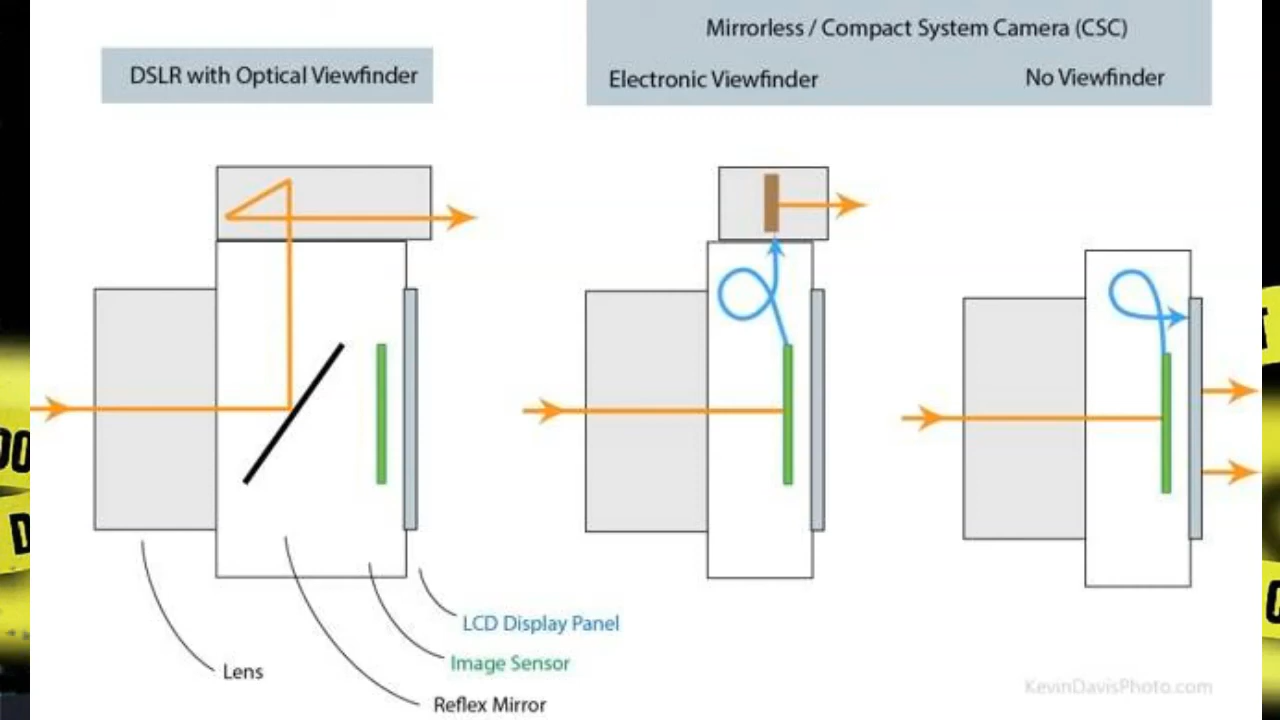 Mirrorless / Compact System Camera (CSC)
DSLR with Optical Viewfinder
Electronic Viewfinder
No Viewfinder
LCD Display Panel
Image Sensor
Lens
Reflex Mirror
KevinDavisPhoto.com